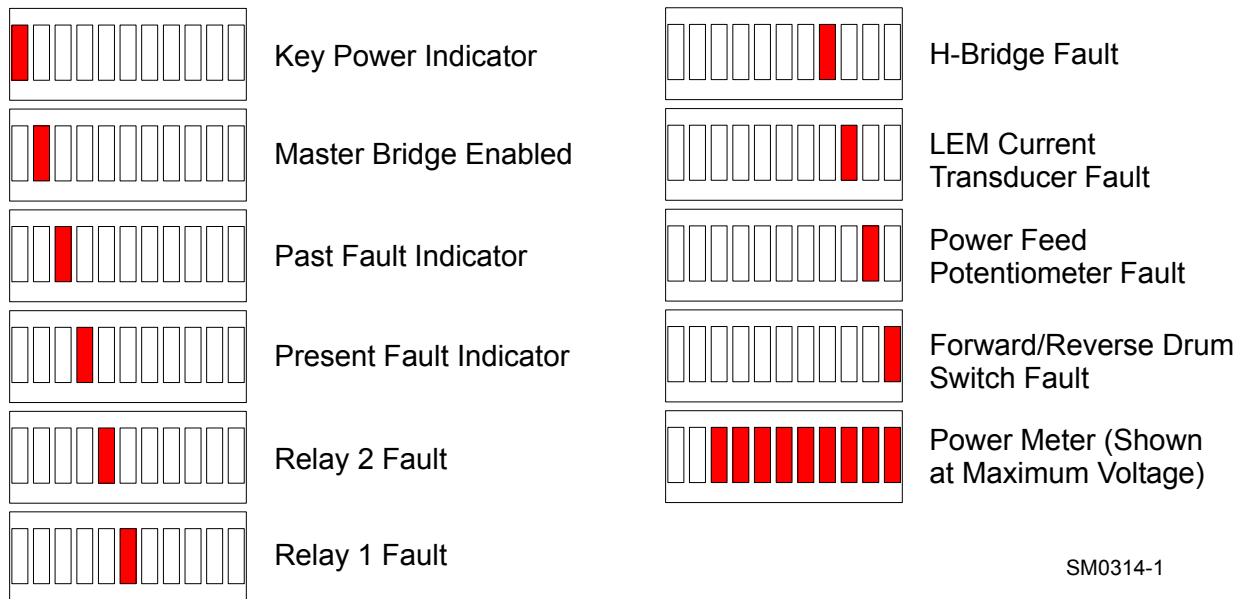 Key Power Indicator
Master Bridge Enabled
Past Fault Indicator
Present Fault Indicator
Relay 2 Fault
Relay 1 Fault
H-Bridge Fault
LEM Current
Transducer Fault
Power Feed
Potentiometer Fault
Forward/Reverse Drum
Switch Fault
Power Meter (Shown
at Maximum Voltage)
SM0314-1